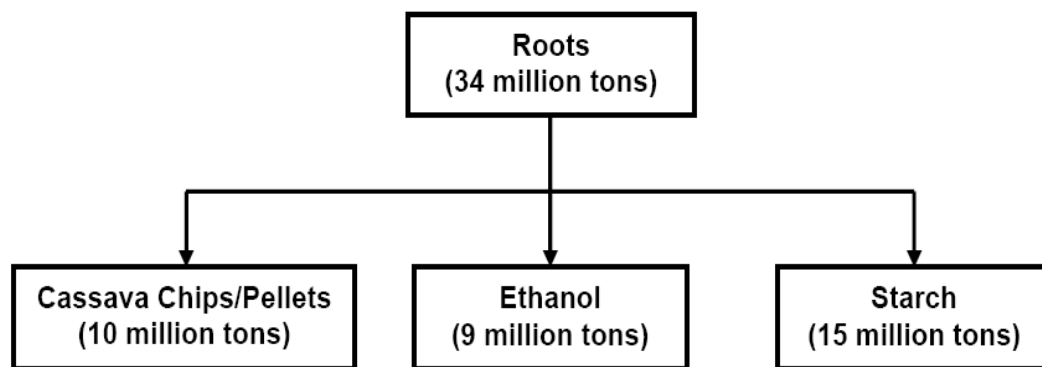 Roots
(34 million tons)
Cassava Chips/Pellets
(10 million tons)
Ethanol
(9 million tons)
Starch
(15 million tons)